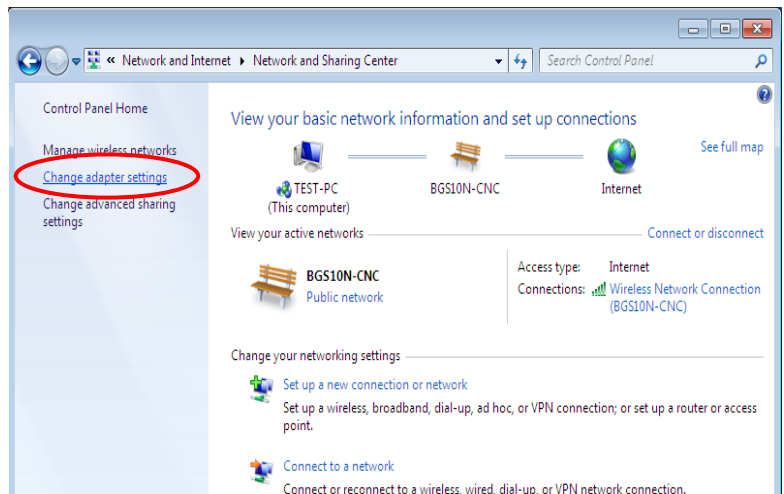 « Network and Internet ▸ Network and Sharing Center
Search Control Panel
Control Panel Home
Manage wireless networks
Change adapter settings
Change advanced sharing
settings
View your basic network information and set up connections
See full map
TEST-PC
(This computer)
BGS10N-CNC
Internet
View your active networks
Connect or disconnect
BGS10N-CNC
Public network
Access type: Internet
Connections: Wireless Network Connection
(BGS10N-CNC)
Change your networking settings
Set up a new connection or network
Set up a wireless, broadband, dial-up, ad hoc, or VPN connection; or set up a router or access
point.
Connect to a network
Connect or reconnect to a wireless, wired, dial-up, or VPN network connection.